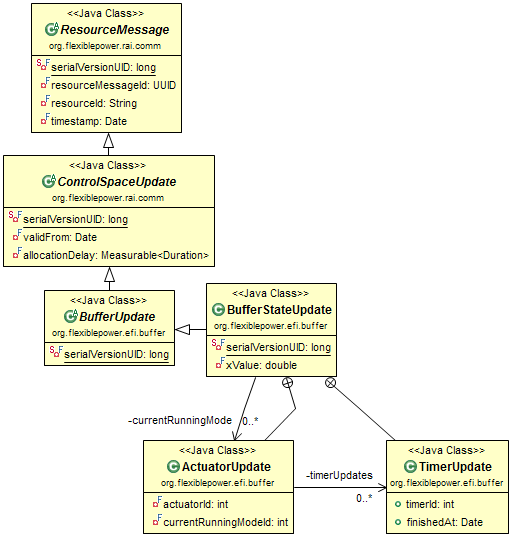 <<Java Class>>
ResourceMessage
org.flexiblepower.rai.comm
serialVersionUID: long
resourceMessageId: UUID
resourceId: String
timestamp: Date
<<Java Class>>
ControlSpaceUpdate
org.flexiblepower.rai.comm
serialVersionUID: long
validFrom: Date
allocationDelay: Measurable<Duration>
<<Java Class>>
BufferUpdate
org.flexiblepower.efi.buffer
serialVersionUID: long
<<Java Class>>
BufferStateUpdate
org.flexiblepower.efi.buffer
serialVersionUID: long
xValue: double
-currentRunningMode
0..*
<<Java Class>>
ActuatorUpdate
org.flexiblepower.efi.buffer
actuatorId: int
currentRunningModeId: int
-timerUpdates
0..*
<<Java Class>>
TimerUpdate
org.flexiblepower.efi.buffer
timerId: int
finishedAt: Date